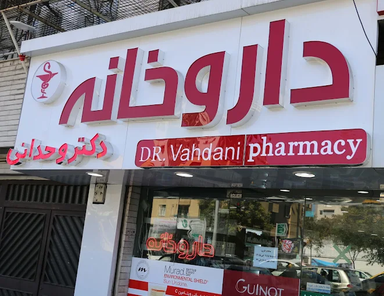 داروخانه
دکتر وحدانی
DR. Vahdani pharmacy
داروخانه
Murad.
ENVIRONMENTAL SHIELD
GUINOT